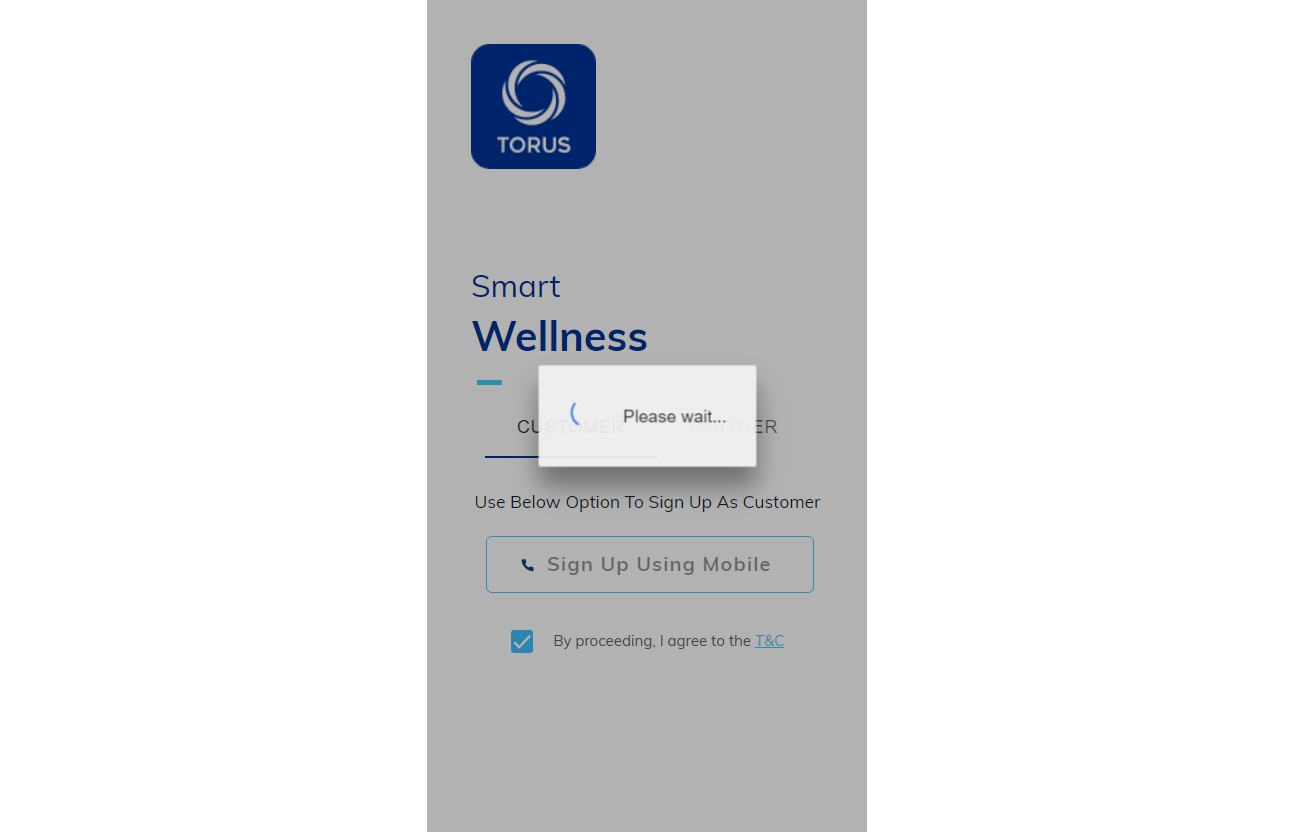 TORUS
Smart
Wellness
Please wait...
CUSTOMER PARTNER
Use Below Option To Sign Up As Customer
Sign Up Using Mobile
By proceeding, I agree to the T&C